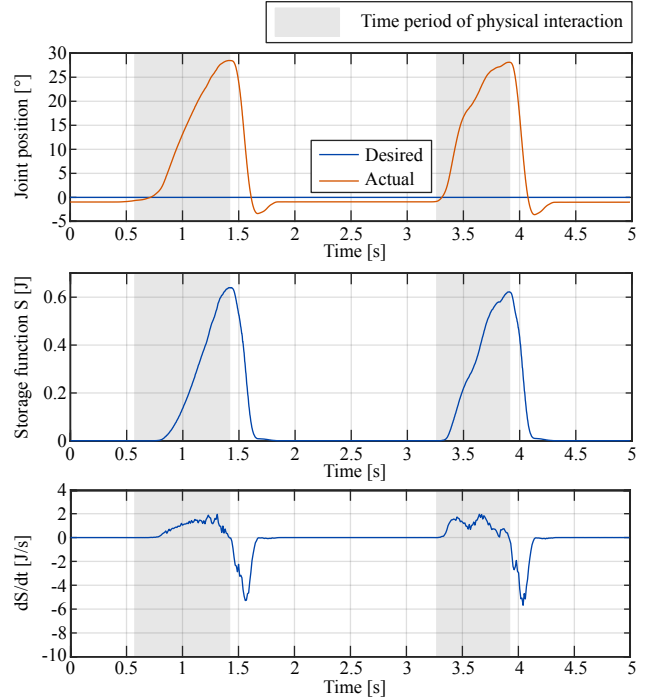 Time period of physical interaction
Joint position [°]
30
25
20
15
10
5
0
-5
Desired
Actual
0 0.5 1 1.5 2 2.5 3 3.5 4 4.5 5
Time [s]
Storage function S [J]
0.6
0.4
0.2
0
0 0.5 1 1.5 2 2.5 3 3.5 4 4.5 5
Time [s]
dS/dt [J/s]
4
2
0
-2
-4
-6
-8
-10
0 0.5 1 1.5 2 2.5 3 3.5 4 4.5 5
Time [s]